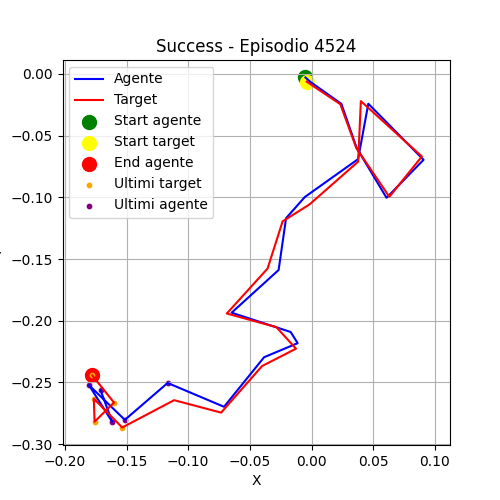 Success - Episodio 4524
Agente
Target
Start agente
Start target
End agente
Ultimi target
Ultimi agente
0.00
−0.05
−0.10
−0.15
−0.20
−0.25
−0.30
−0.20 −0.15 −0.10 −0.05 0.00 0.05 0.10
X